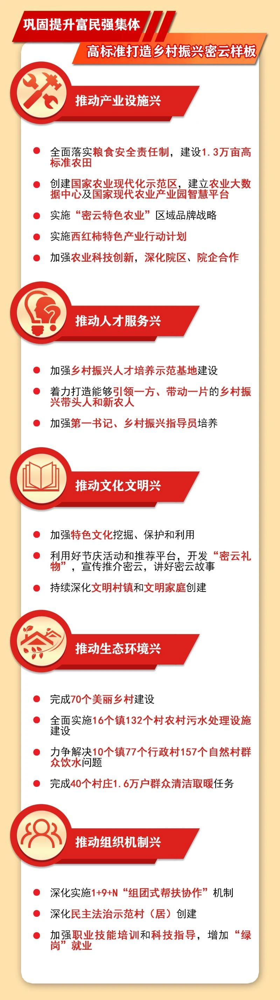 巩固提升富民强集体
高标准打造乡村振兴密云样板
推动产业设施兴
全面落实粮食安全责任制，建设1.3万亩高
标准农田
创建国家农业现代化示范区，建立农业大数
据中心及国家现代农业产业园智慧平台
实施“密云特色农业”区域品牌战略
实施西红柿特色产业行动计划
加强农业科技创新，深化院区、院企合作
推动人才服务兴
加强乡村振兴人才培养示范基地建设
着力打造能够引领一方、带动一片的乡村振
兴带头人和新农人
加强第一书记、乡村振兴指导员培养
推动文化文明兴
加强特色文化挖掘、保护和利用
利用好节庆活动和推荐平台，开发“密云礼
物”，宣传推介密云，讲好密云故事
持续深化文明村镇和文明家庭创建
推动生态环境兴
完成70个美丽乡村建设
全面实施16个镇132个村农村污水处理设施
建设
力争解决10个镇77个行政村157个自然村群
众饮水问题
完成40个村庄1.6万户群众清洁取暖任务
推动组织机制兴
深化实施1+9+N“组团式帮扶协作”机制
深化民主法治示范村（居）创建
加强职业技能培训和科技指导，增加“绿
岗”就业